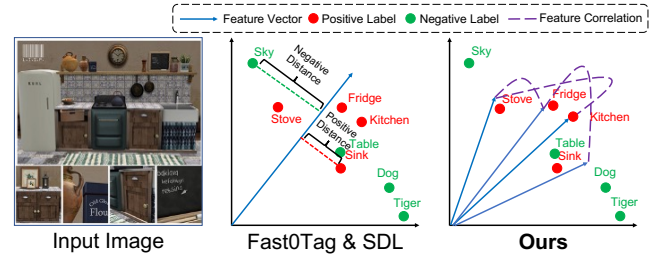 Feature Vector Positive Label Negative Label Feature Correlation
Sky
Negative
Distance
Stove
Fridge
Kitchen
Positive
Distance
Table
Sink
Dog
Tiger
Sky
Stove
Fridge
Kitchen
Table
Sink
Dog
Tiger
Flour
Input Image
Fast0Tag & SDL
Ours